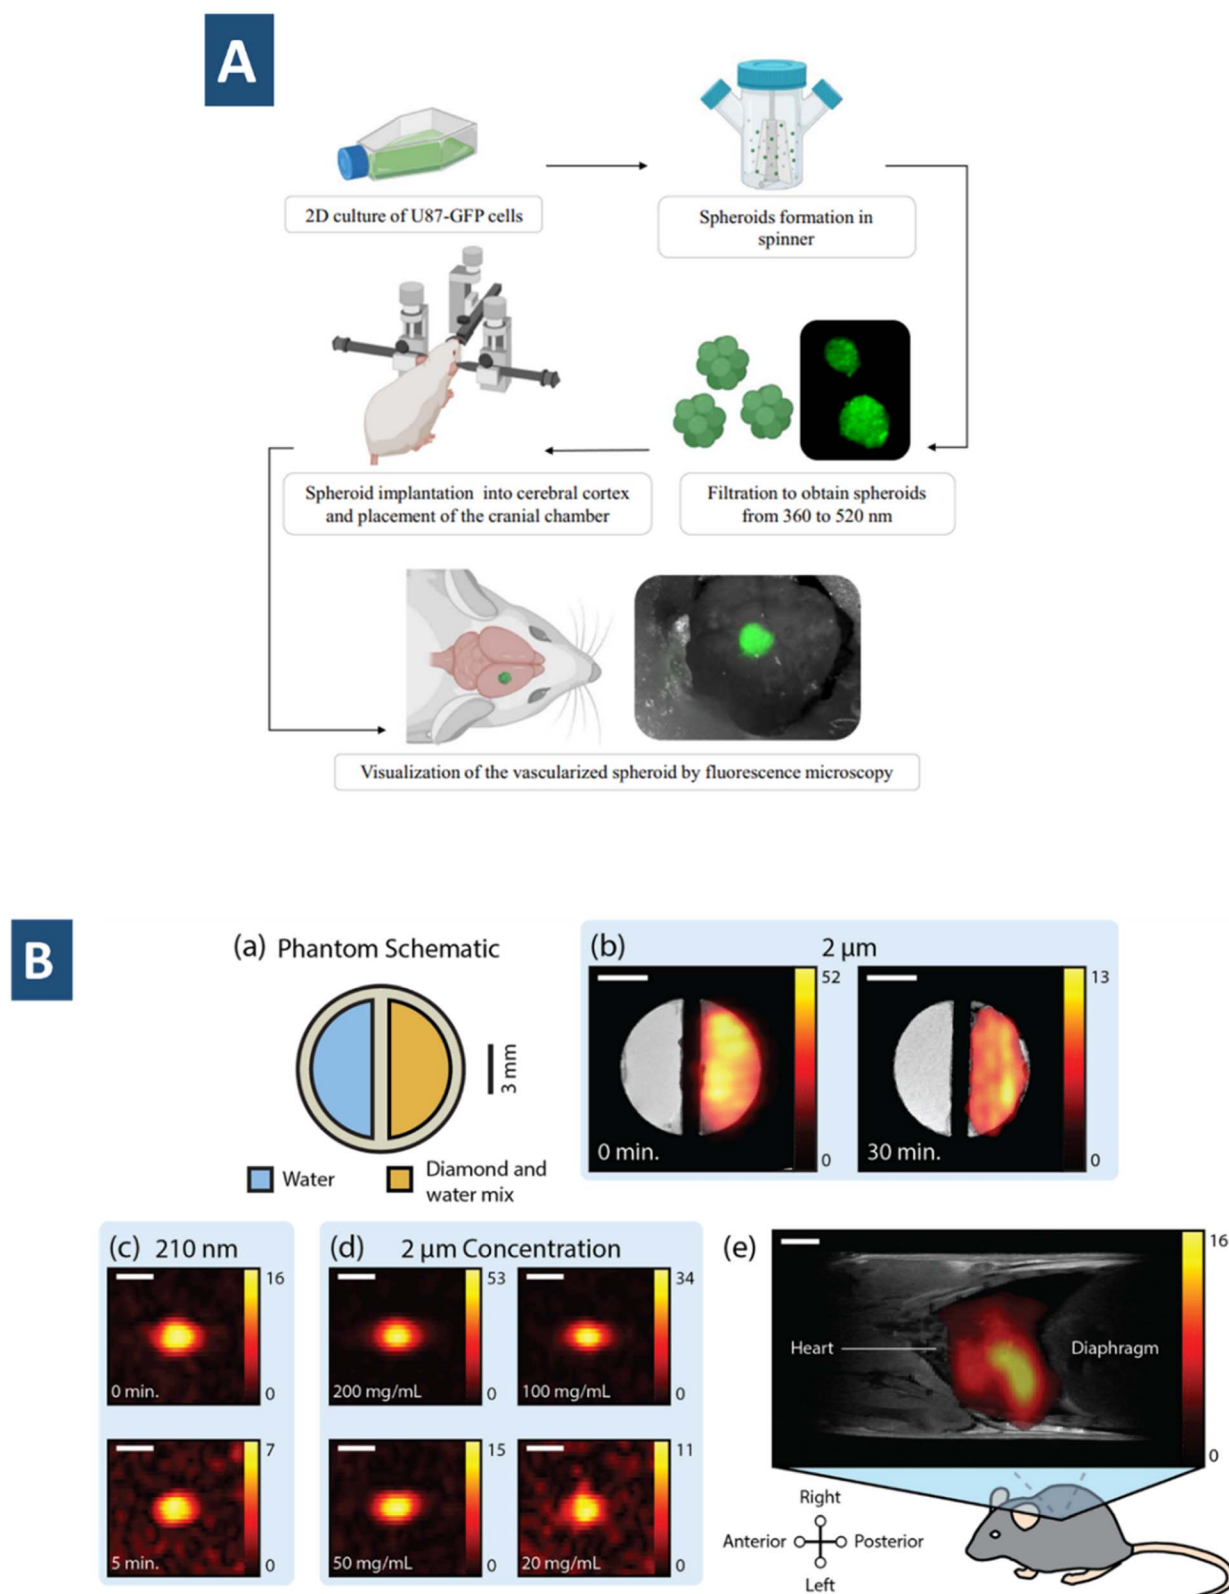 A
2D culture of U87-GFP cells
Spheroids formation in
spinner
Spheroid implantation into cerebral cortex
and placement of the cranial chamber
Filtration to obtain spheroids
from 360 to 520 nm
Visualization of the vascularized spheroid by fluorescence microscopy
B
(a) Phantom Schematic
3 mm
Water
Diamond and
water mix
(b) 2 μm
52
0 min.
0
13
30 min.
0
(c) 210 nm
16
0 min.
0
7
5 min.
0
(d) 2 μm Concentration
53
200 mg/mL
0
34
100 mg/mL
0
15
50 mg/mL
0
11
20 mg/mL
0
(e)
16
Heart
Diaphragm
0
Right
Anterior
Posterior
Left